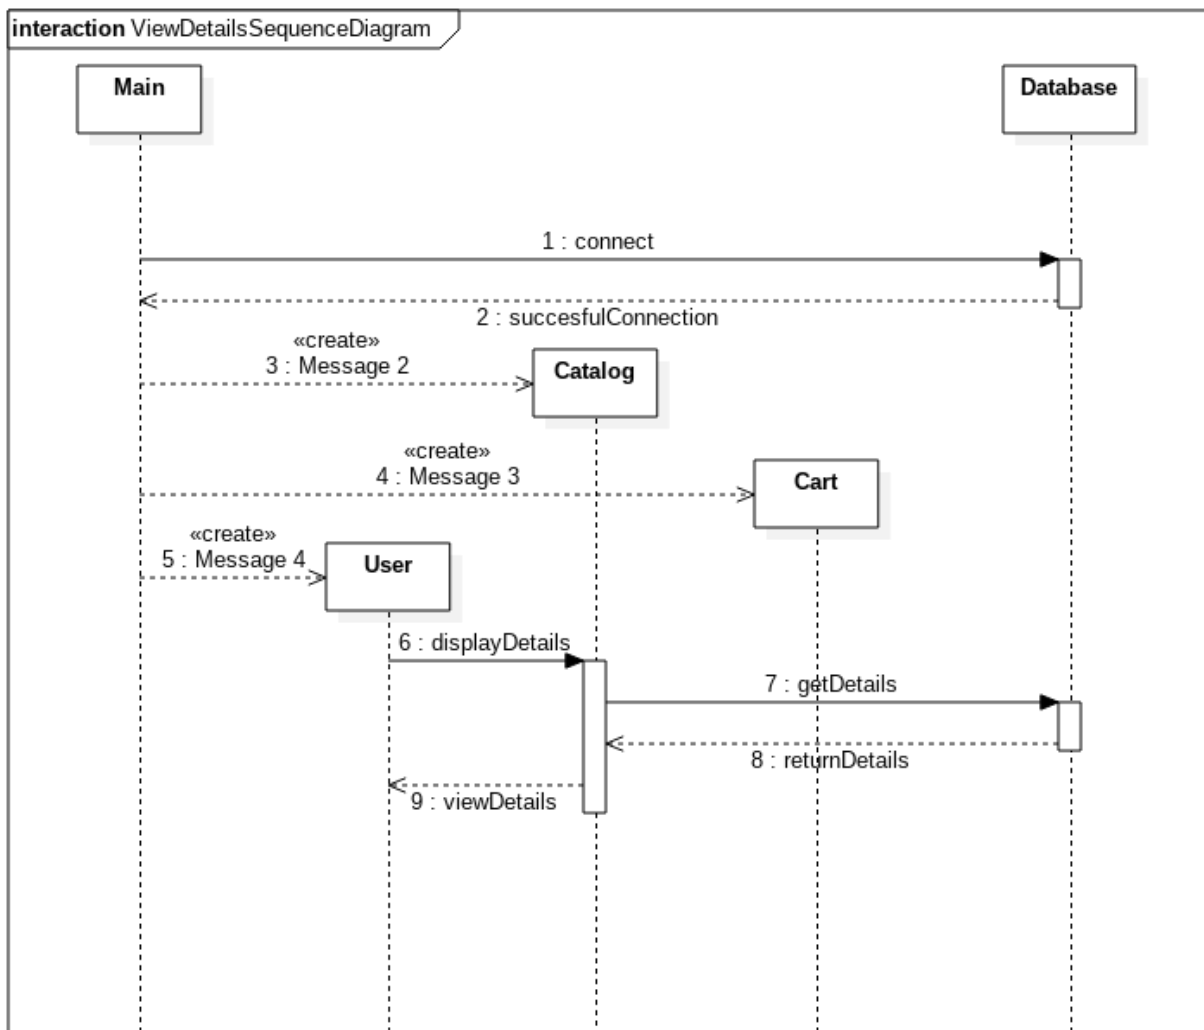 interaction ViewDetailsSequenceDiagram
Main
Database
1 : connect
2 : succesfulConnection
«create»
3 : Message 2
Catalog
«create»
4 : Message 3
Cart
«create»
5 : Message 4
User
6 : displayDetails
7 : getDetails
8 : returnDetails
9 : viewDetails